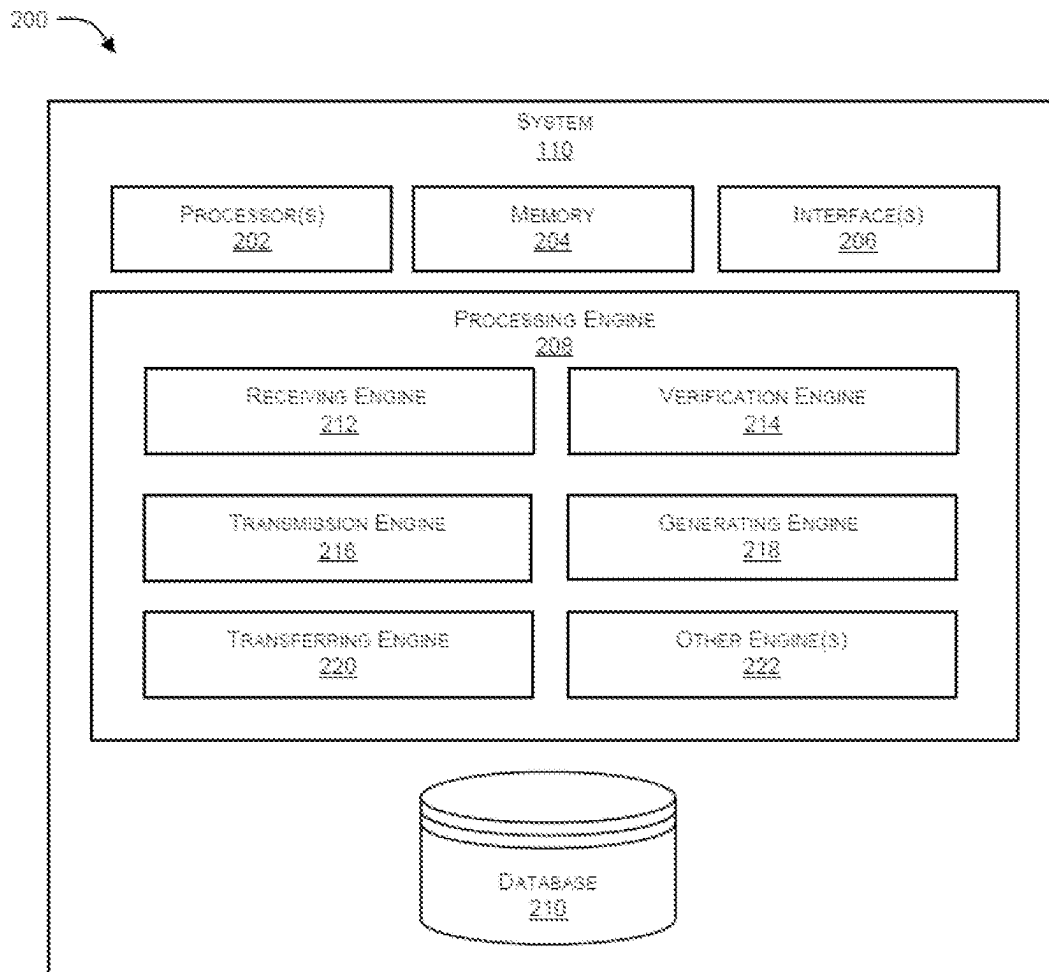 200
SYSTEM
110
PROCESSOR(S)
202
MEMORY
204
INTERFACE(S)
206
PROCESSING ENGINE
208
RECEIVING ENGINE
212
VERIFICATION ENGINE
214
TRANSMISSION ENGINE
216
GENERATING ENGINE
218
TRANSFERRING ENGINE
220
OTHER ENGINE(S)
222
DATABASE
210